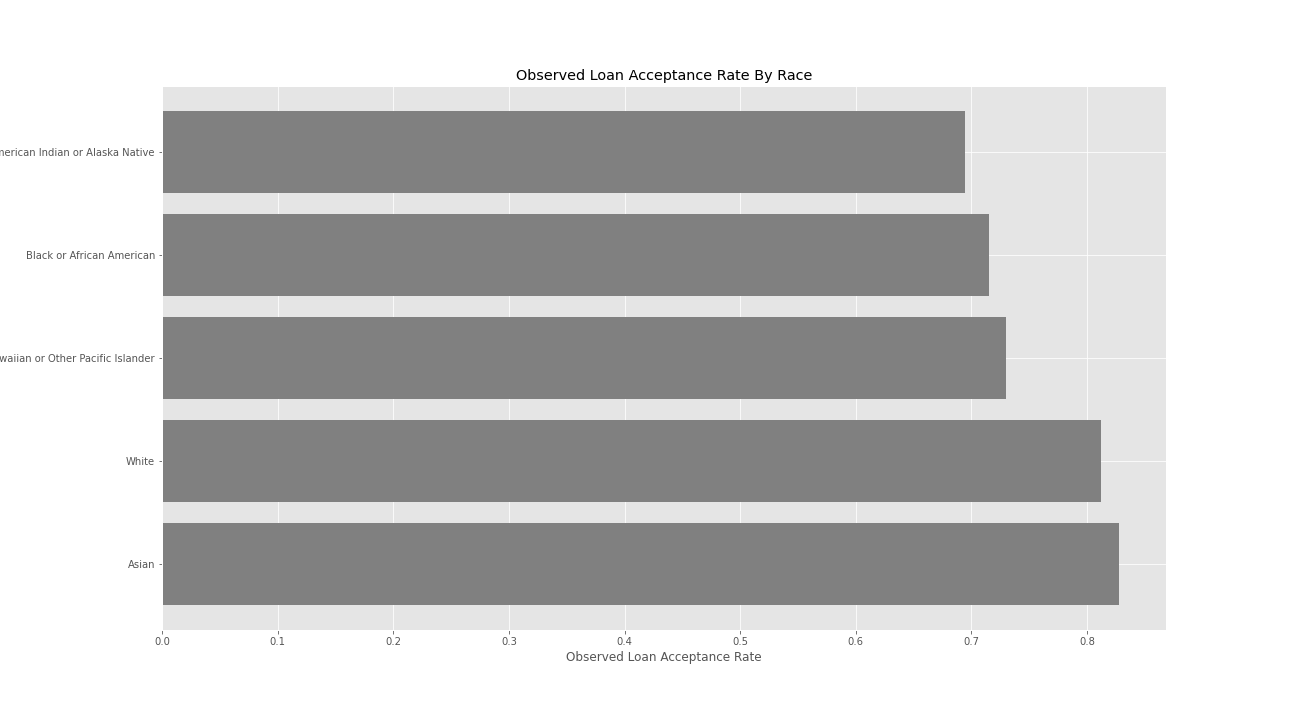 Observed Loan Acceptance Rate By Race
Indian or Alaska Native
Black or African American
or Other Pacific Islander
White
Asian
0.0 0.1 0.2 0.3 0.4 0.5 0.6 0.7 0.8
Observed Loan Acceptance Rate